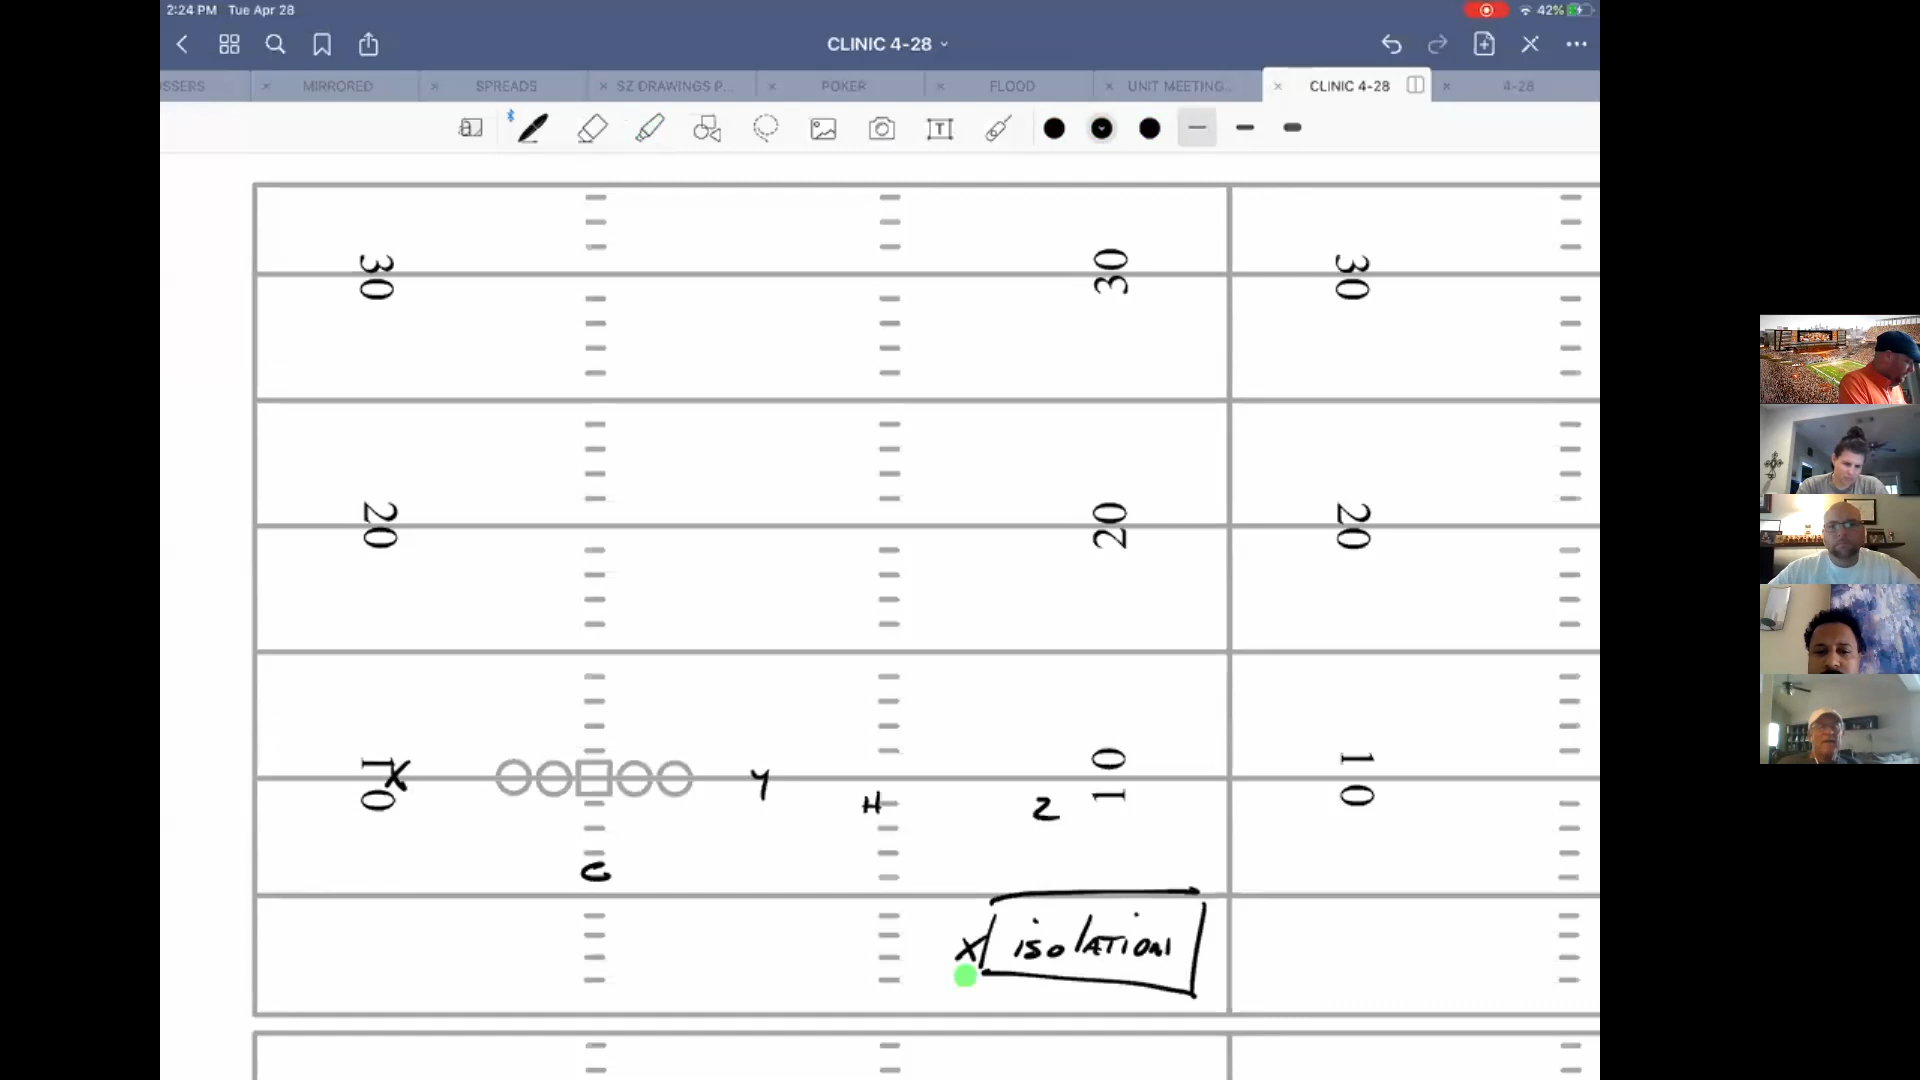 2:24 PM Tue Apr 28
42%
CLINIC 4-28
SSERS
MIRRORED
SPREADS
SZ DRAWINGS P...
POKER
FLOOD
UNIT MEETING...
CLINIC 4-28
4-28
a
T
30 30 30
20 20 20
10 X Y H Z 10 10
C
X/ isolation